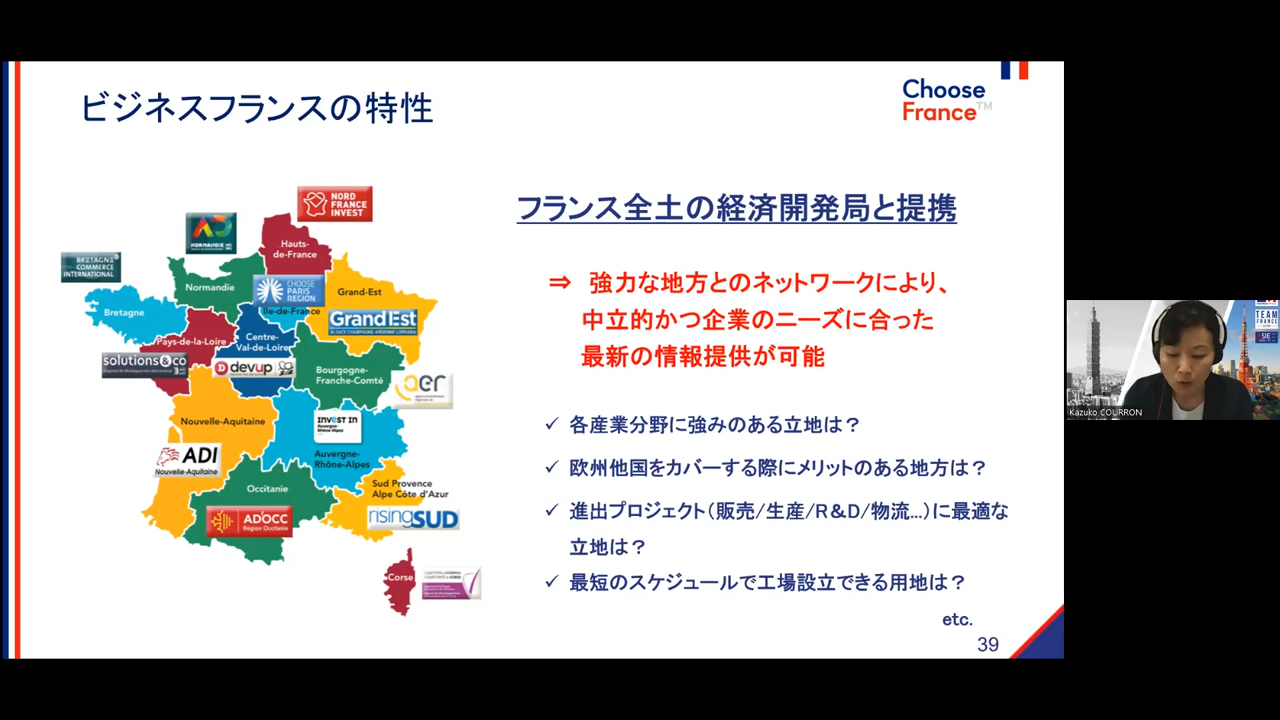 ビジネスフランスの特性
Choose
France™
フランス全土の経済開発局と提携
⇒ 強力な地方とのネットワークにより、
中立的かつ企業のニーズに合った
最新の情報提供が可能
✓ 各産業分野に強みのある立地は？
✓ 欧州他国をカバーする際にメリットのある地方は？
✓ 進出プロジェクト（販売/生産/R＆D/物流…）に最適な
立地は？
✓ 最短のスケジュールで工場設立できる用地は？
etc.
39
NORD
FRANCE
INVEST
Hauts-
de-France
NORMANDIE
BRETAGNE
COMMERCE
INTERNATIONAL
Normandie
CHOOSE
PARIS
REGION
Île-de-France
Grand-Est
Grand Est
Bretagne
Pays-de-la-Loire
Centre-
Val-de-Loire
solutions&co
devup
Bourgogne-
Franche-Comté
aer
Nouvelle-Aquitaine
INVEST IN
Auvergne-
Rhône-Alpes
Auvergne-
Rhône-Alpes
ADI
Nouvelle-Aquitaine
Occitanie
Sud Provence
Alpe Côte d'Azur
AD'OCC
Région Occitanie
risingSUD
Corse
TEAM
FRANCE
Kazuko COURRON